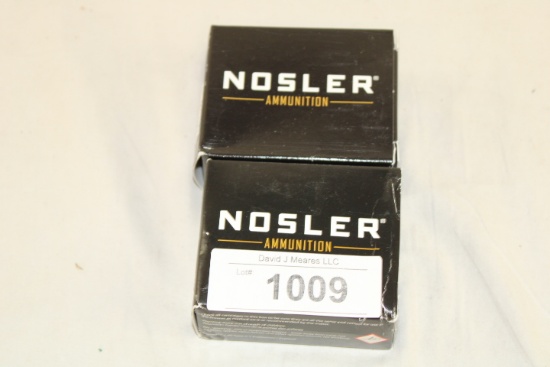 NOSLER®
AMMUNITION
NOSLER®
AMMUNITION
David J Meares LLC
Lot#
1009